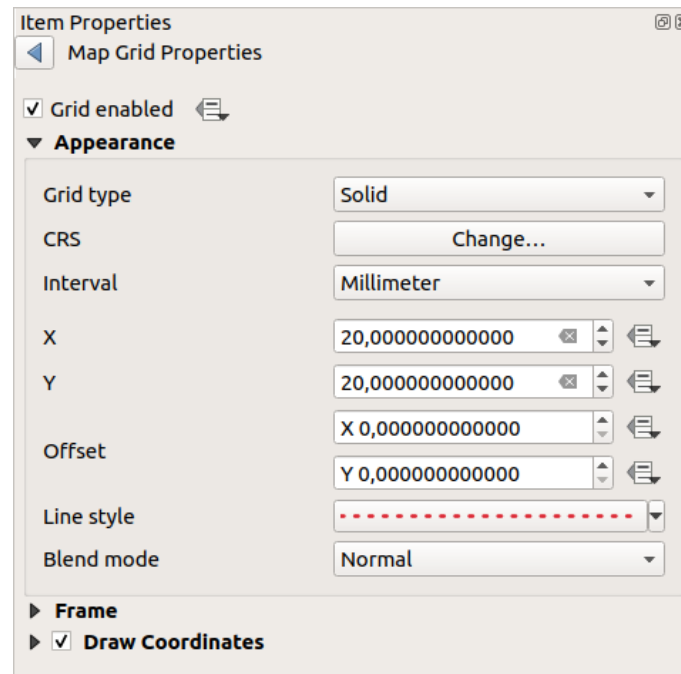 Item Properties
Map Grid Properties
Grid enabled
Appearance
Grid type Solid
CRS Change...
Interval Millimeter
X 20,000000000000
Y 20,000000000000
Offset X 0,000000000000
Y 0,000000000000
Line style
Blend mode Normal
Frame
Draw Coordinates